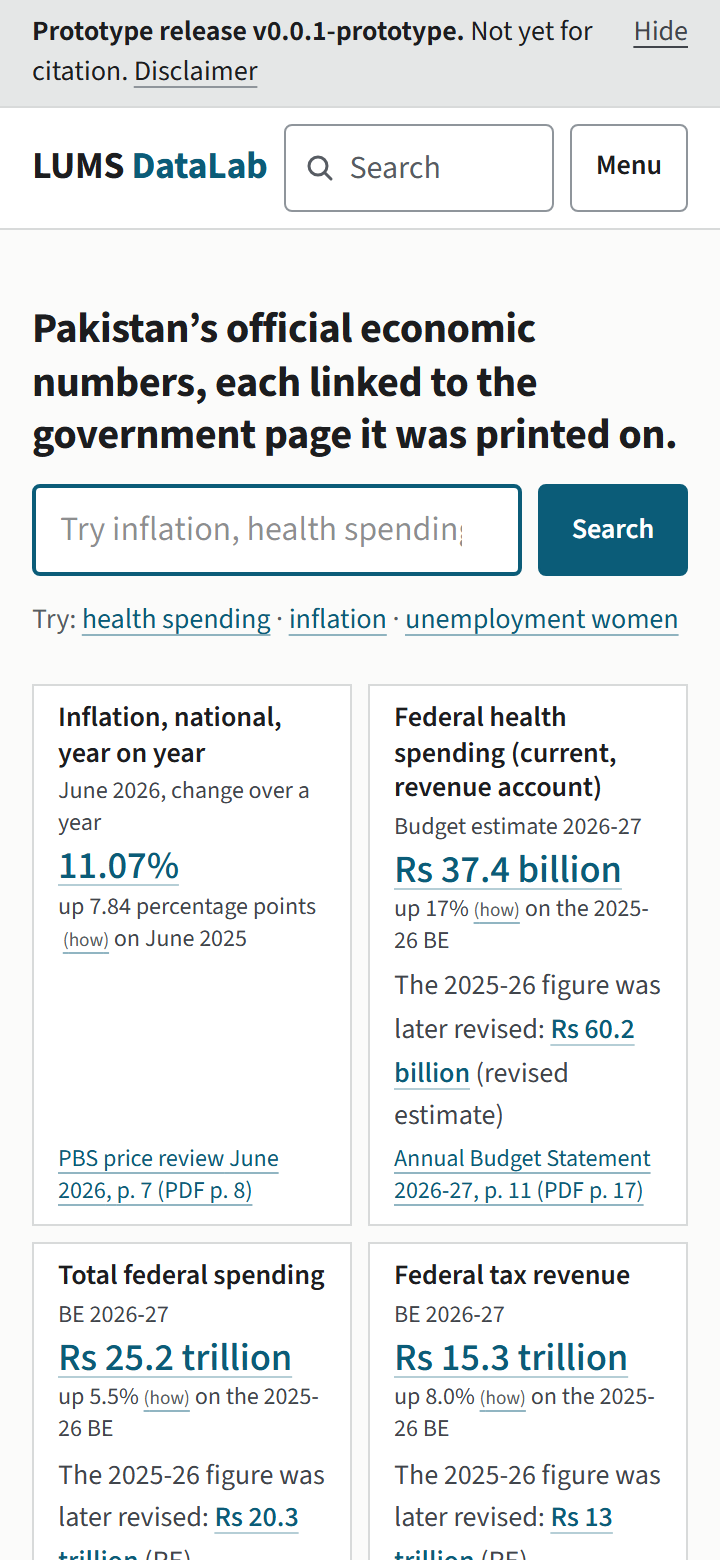 Prototype release v0.0.1-prototype. Not yet for citation. Disclaimer
Hide
LUMS DataLab
Search
Menu
Pakistan’s official economic
numbers, each linked to the
government page it was printed on.
Try inflation, health spending
Search
Try: health spending · inflation · unemployment women
Inflation, national,
year on year
June 2026, change over a
year
11.07%
up 7.84 percentage points
(how) on June 2025
PBS price review June
2026, p. 7 (PDF p. 8)
Federal health
spending (current,
revenue account)
Budget estimate 2026-27
Rs 37.4 billion
up 17% (how) on the 2025-
26 BE
The 2025-26 figure was
later revised: Rs 60.2
billion (revised
estimate)
Annual Budget Statement
2026-27, p. 11 (PDF p. 17)
Total federal spending
BE 2026-27
Rs 25.2 trillion
up 5.5% (how) on the 2025-
26 BE
The 2025-26 figure was
later revised: Rs 20.3
trillion (RE)
Federal tax revenue
BE 2026-27
Rs 15.3 trillion
up 8.0% (how) on the 2025-
26 BE
The 2025-26 figure was
later revised: Rs 13
trillion (RE)